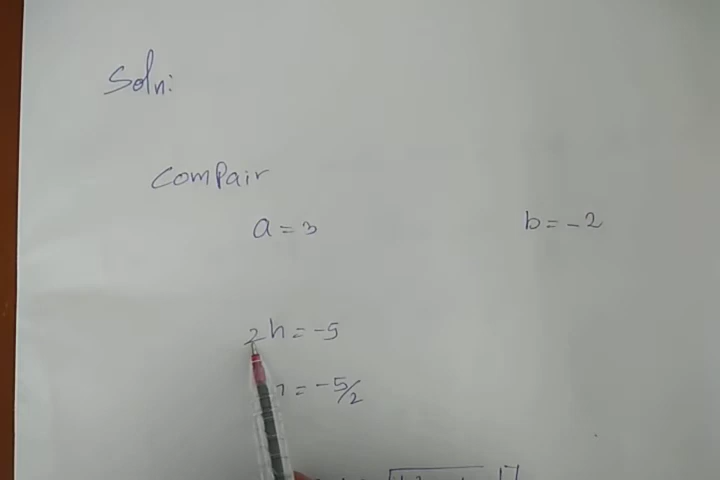 Soln:
Compair
a = 3 b = -2
2h = -5
= -5/2